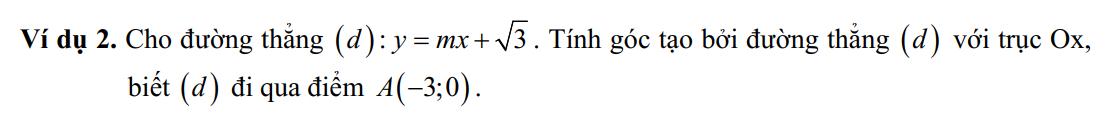 Ví dụ 2. Cho đường thẳng (d): y = mx + √3. Tính góc tạo bởi đường thẳng (d) với trục Ox,
biết (d) đi qua điểm A(−3;0).